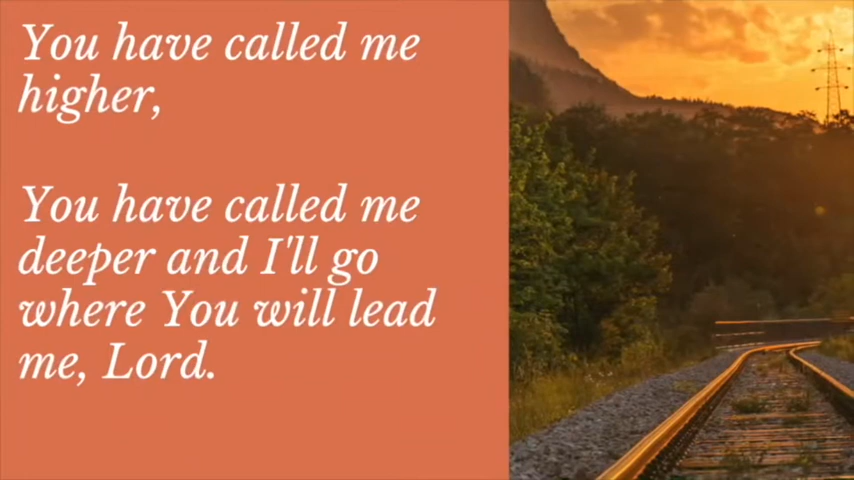 You have called me
higher,
You have called me
deeper and I'll go
where You will lead
me, Lord.